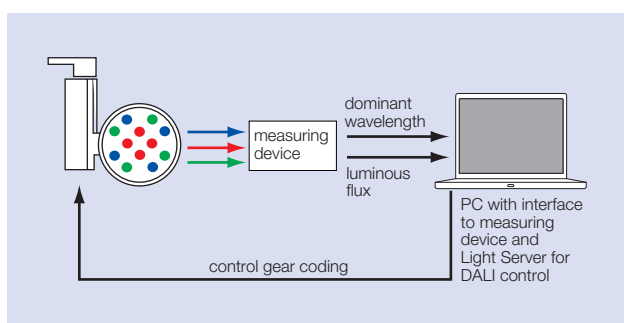 dominant
wavelength
measuring
device
luminous
flux
PC with interface
to measuring
device and
Light Server for
DALI control
control gear coding